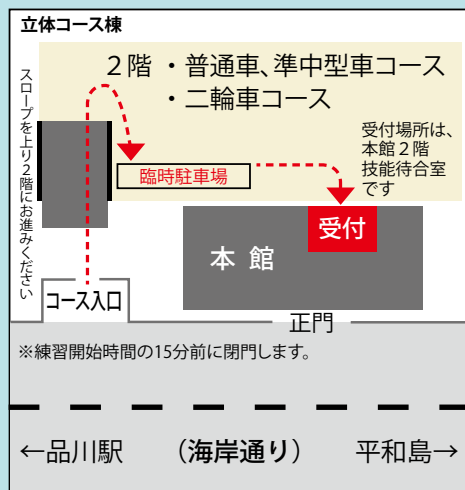 立体コース棟
2階 ・普通車、準中型車コース
・二輪車コース
スロープを上り2階にお進みください
受付場所は、
本館2階
技能待合室
です
臨時駐車場
受付
本 館
コース入口
正門
※練習開始時間の15分前に閉門します。
←品川駅 (海岸通り) 平和島→